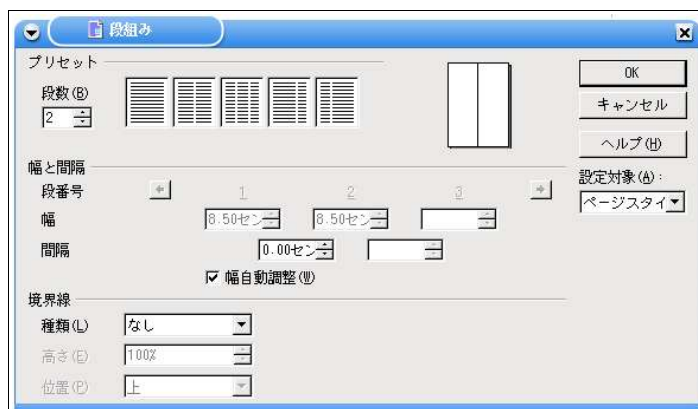 段組み
プリセット
段数(B)
2
OK
キャンセル
ヘルプ(H)
設定対象(A):
ページスタイ
幅と間隔
段番号 1 2 3
幅 8.50セン 8.50セン
間隔 0.00セン
幅自動調整(W)
境界線
種類(L) なし
高さ(E) 100%
位置(P) 上